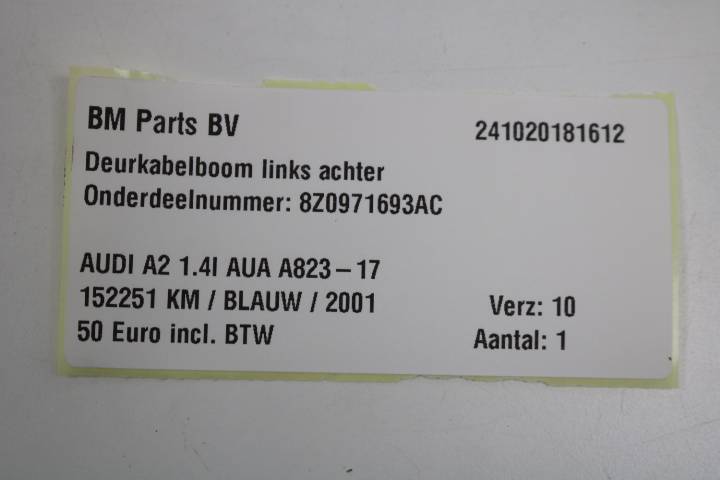 BM Parts BV 241020181612
Deurkabelboom links achter
Onderdeelnummer: 8Z0971693AC
AUDI A2 1.4I AUA A823-17
152251 KM / BLAUW / 2001 Verz: 10
50 Euro incl. BTW Aantal: 1